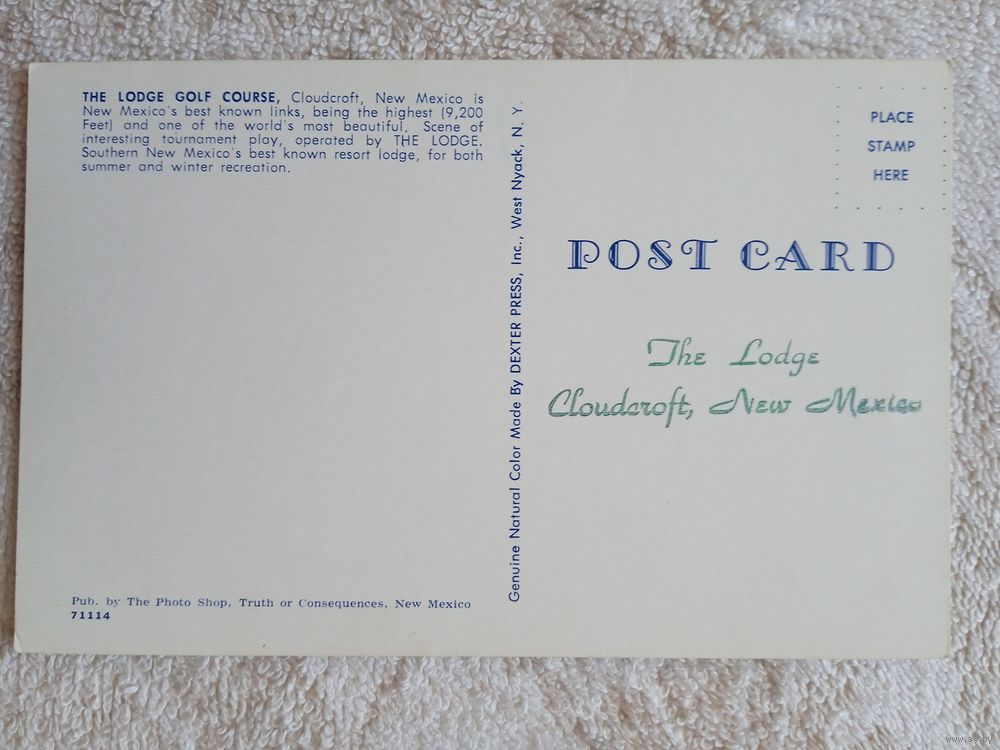 THE LODGE GOLF COURSE, Cloudcroft, New Mexico is
New Mexico's best known links, being the highest (9,200
Feet) and one of the world's most beautiful. Scene of
interesting tournament play, operated by THE LODGE.
Southern New Mexico's best known resort lodge, for both
summer and winter recreation.
Pub. by The Photo Shop, Truth or Consequences, New Mexico
71114
Genuine Natural Color Made By DEXTER PRESS, Inc., West Nyack, N. Y.
PLACE
STAMP
HERE
POST CARD
The Lodge
Cloudcroft, New Mexico
www.ay.by